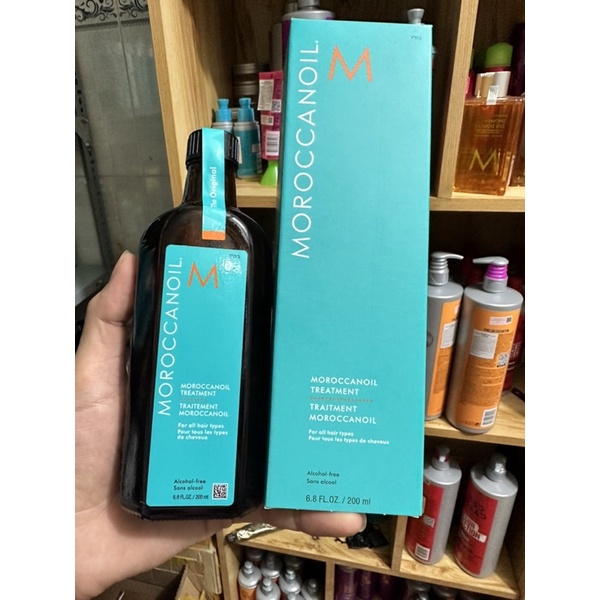 The Original
MOROCCANOIL.
M
MOROCCANOIL
TREATMENT
TRAITEMENT
MOROCCANOIL
For all hair types
Pour tous les types
de cheveux
Alcohol-free
Sans alcool
6.8 FL.OZ. / 200 ml
MOROCCANOIL.
M
MOROCCANOIL
TREATMENT
TRAITMENT
MOROCCANOIL
For all hair types
Pour tous les types de cheveux
Alcohol-free
Sans alcool
6.8 FL.OZ. / 200 ml
M